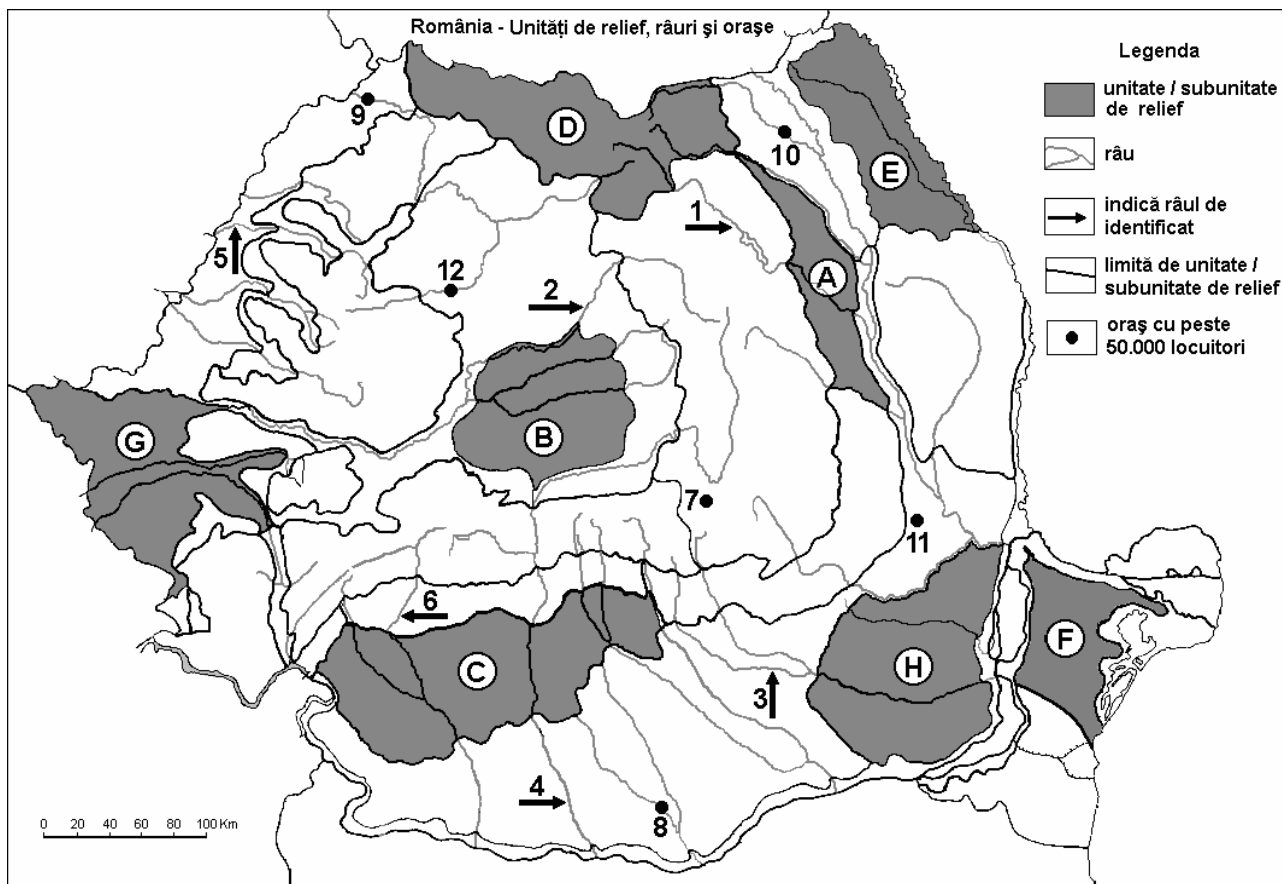 România - Unități de relief, râuri și orașe
Legenda
unitate / subunitate
de relief
râu
indică râul de
identificat
limită de unitate /
subunitate de relief
oraș cu peste
50.000 locuitori
9
D
10
E
1
5
12
2
A
G
B
7
11
6
C
3
H
F
4
8
0 20 40 60 80 100 Km